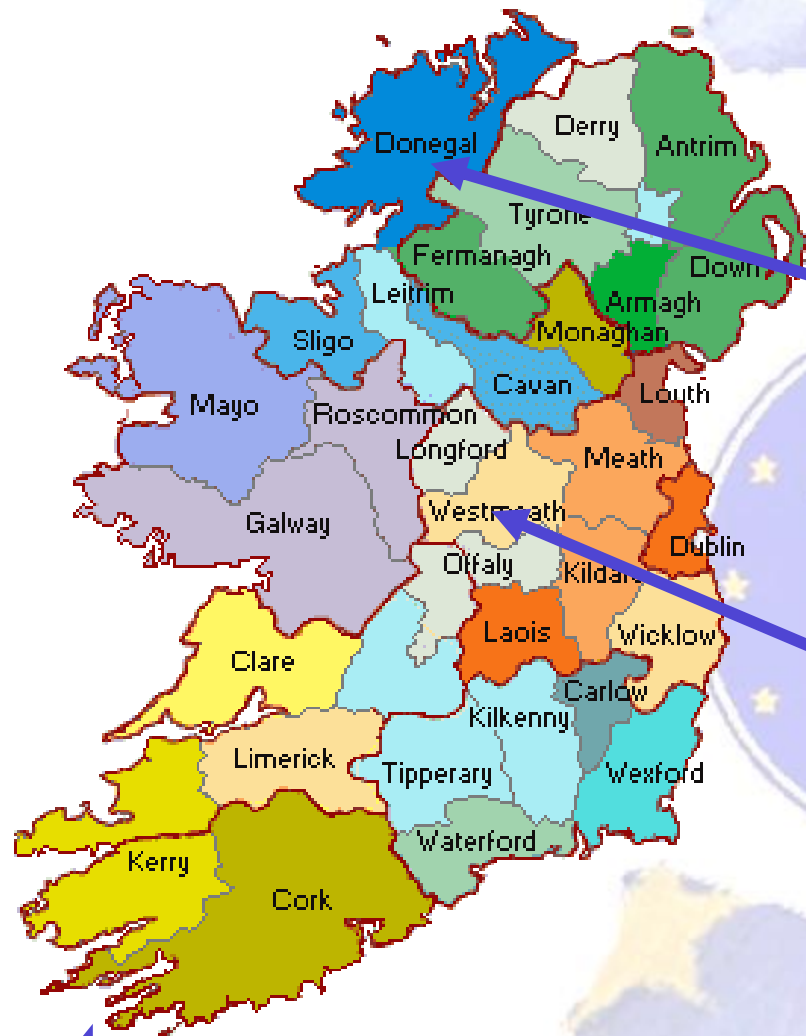 Derry
Donegal
Antrim
Tyrone
Fermanagh
Down
Leitrim
Armagh
Sligo
Monaghan
Cavan
Louth
Mayo
Roscommon
Longford
Meath
Westmeath
Galway
Dublin
Offaly
Kildare
Laois
Wicklow
Clare
Carlow
Kilkenny
Limerick
Tipperary
Wexford
Waterford
Kerry
Cork